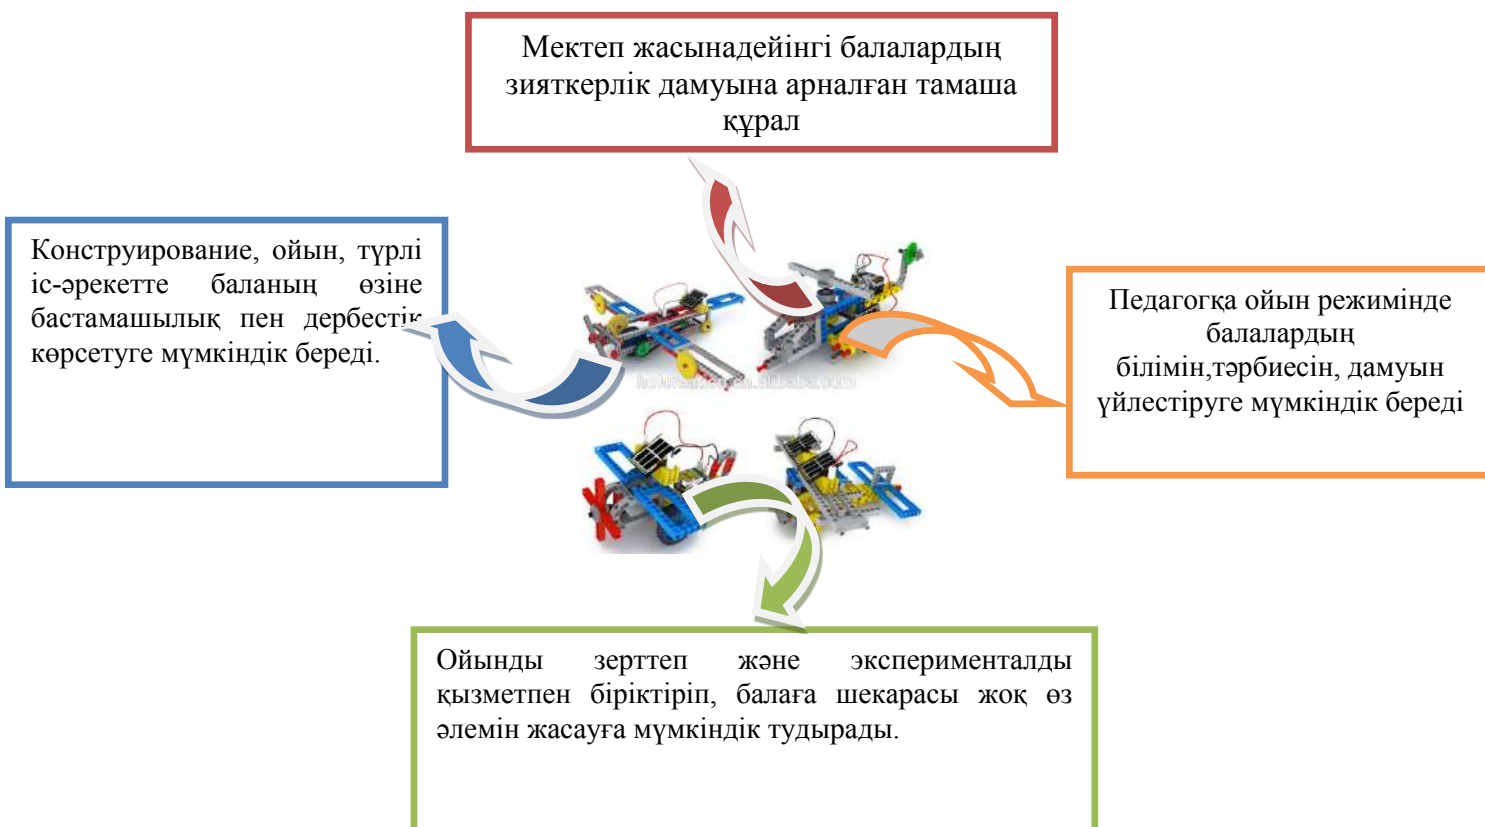 Мектеп жасынадейінгі балалардың
зияткерлік дамуына арналған тамаша
құрал
Конструирование, ойын, түрлі
іс-әрекетте баланың өзіне
бастамашылық пен дербестік
көрсетуге мүмкіндік береді.
Педагогқа ойын режимінде
балалардың
білімін,тәрбиесін, дамуын
үйлестіруге мүмкіндік береді
Ойынды зерттеп және эксперименталды
қызметпен біріктіріп, балаға шекарасы жоқ өз
әлемін жасауға мүмкіндік тудырады.